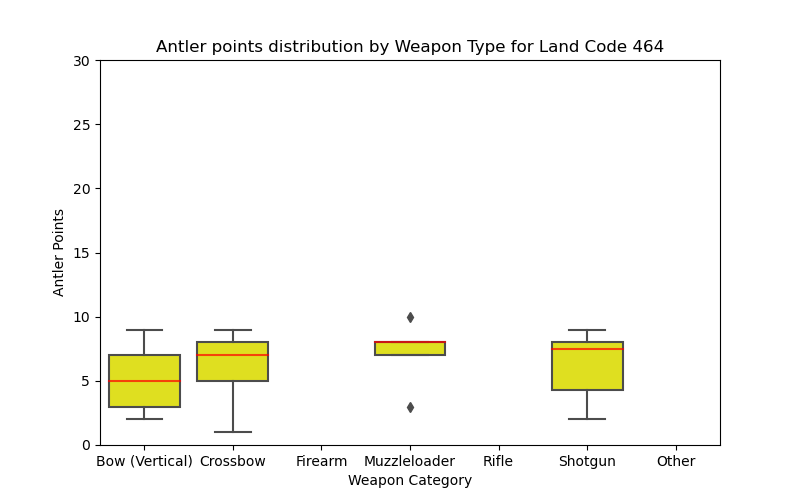 Antler points distribution by Weapon Type for Land Code 464
30
25
20
15
10
5
0
Antler Points
Bow (Vertical) Crossbow Firearm Muzzleloader Rifle Shotgun Other
Weapon Category